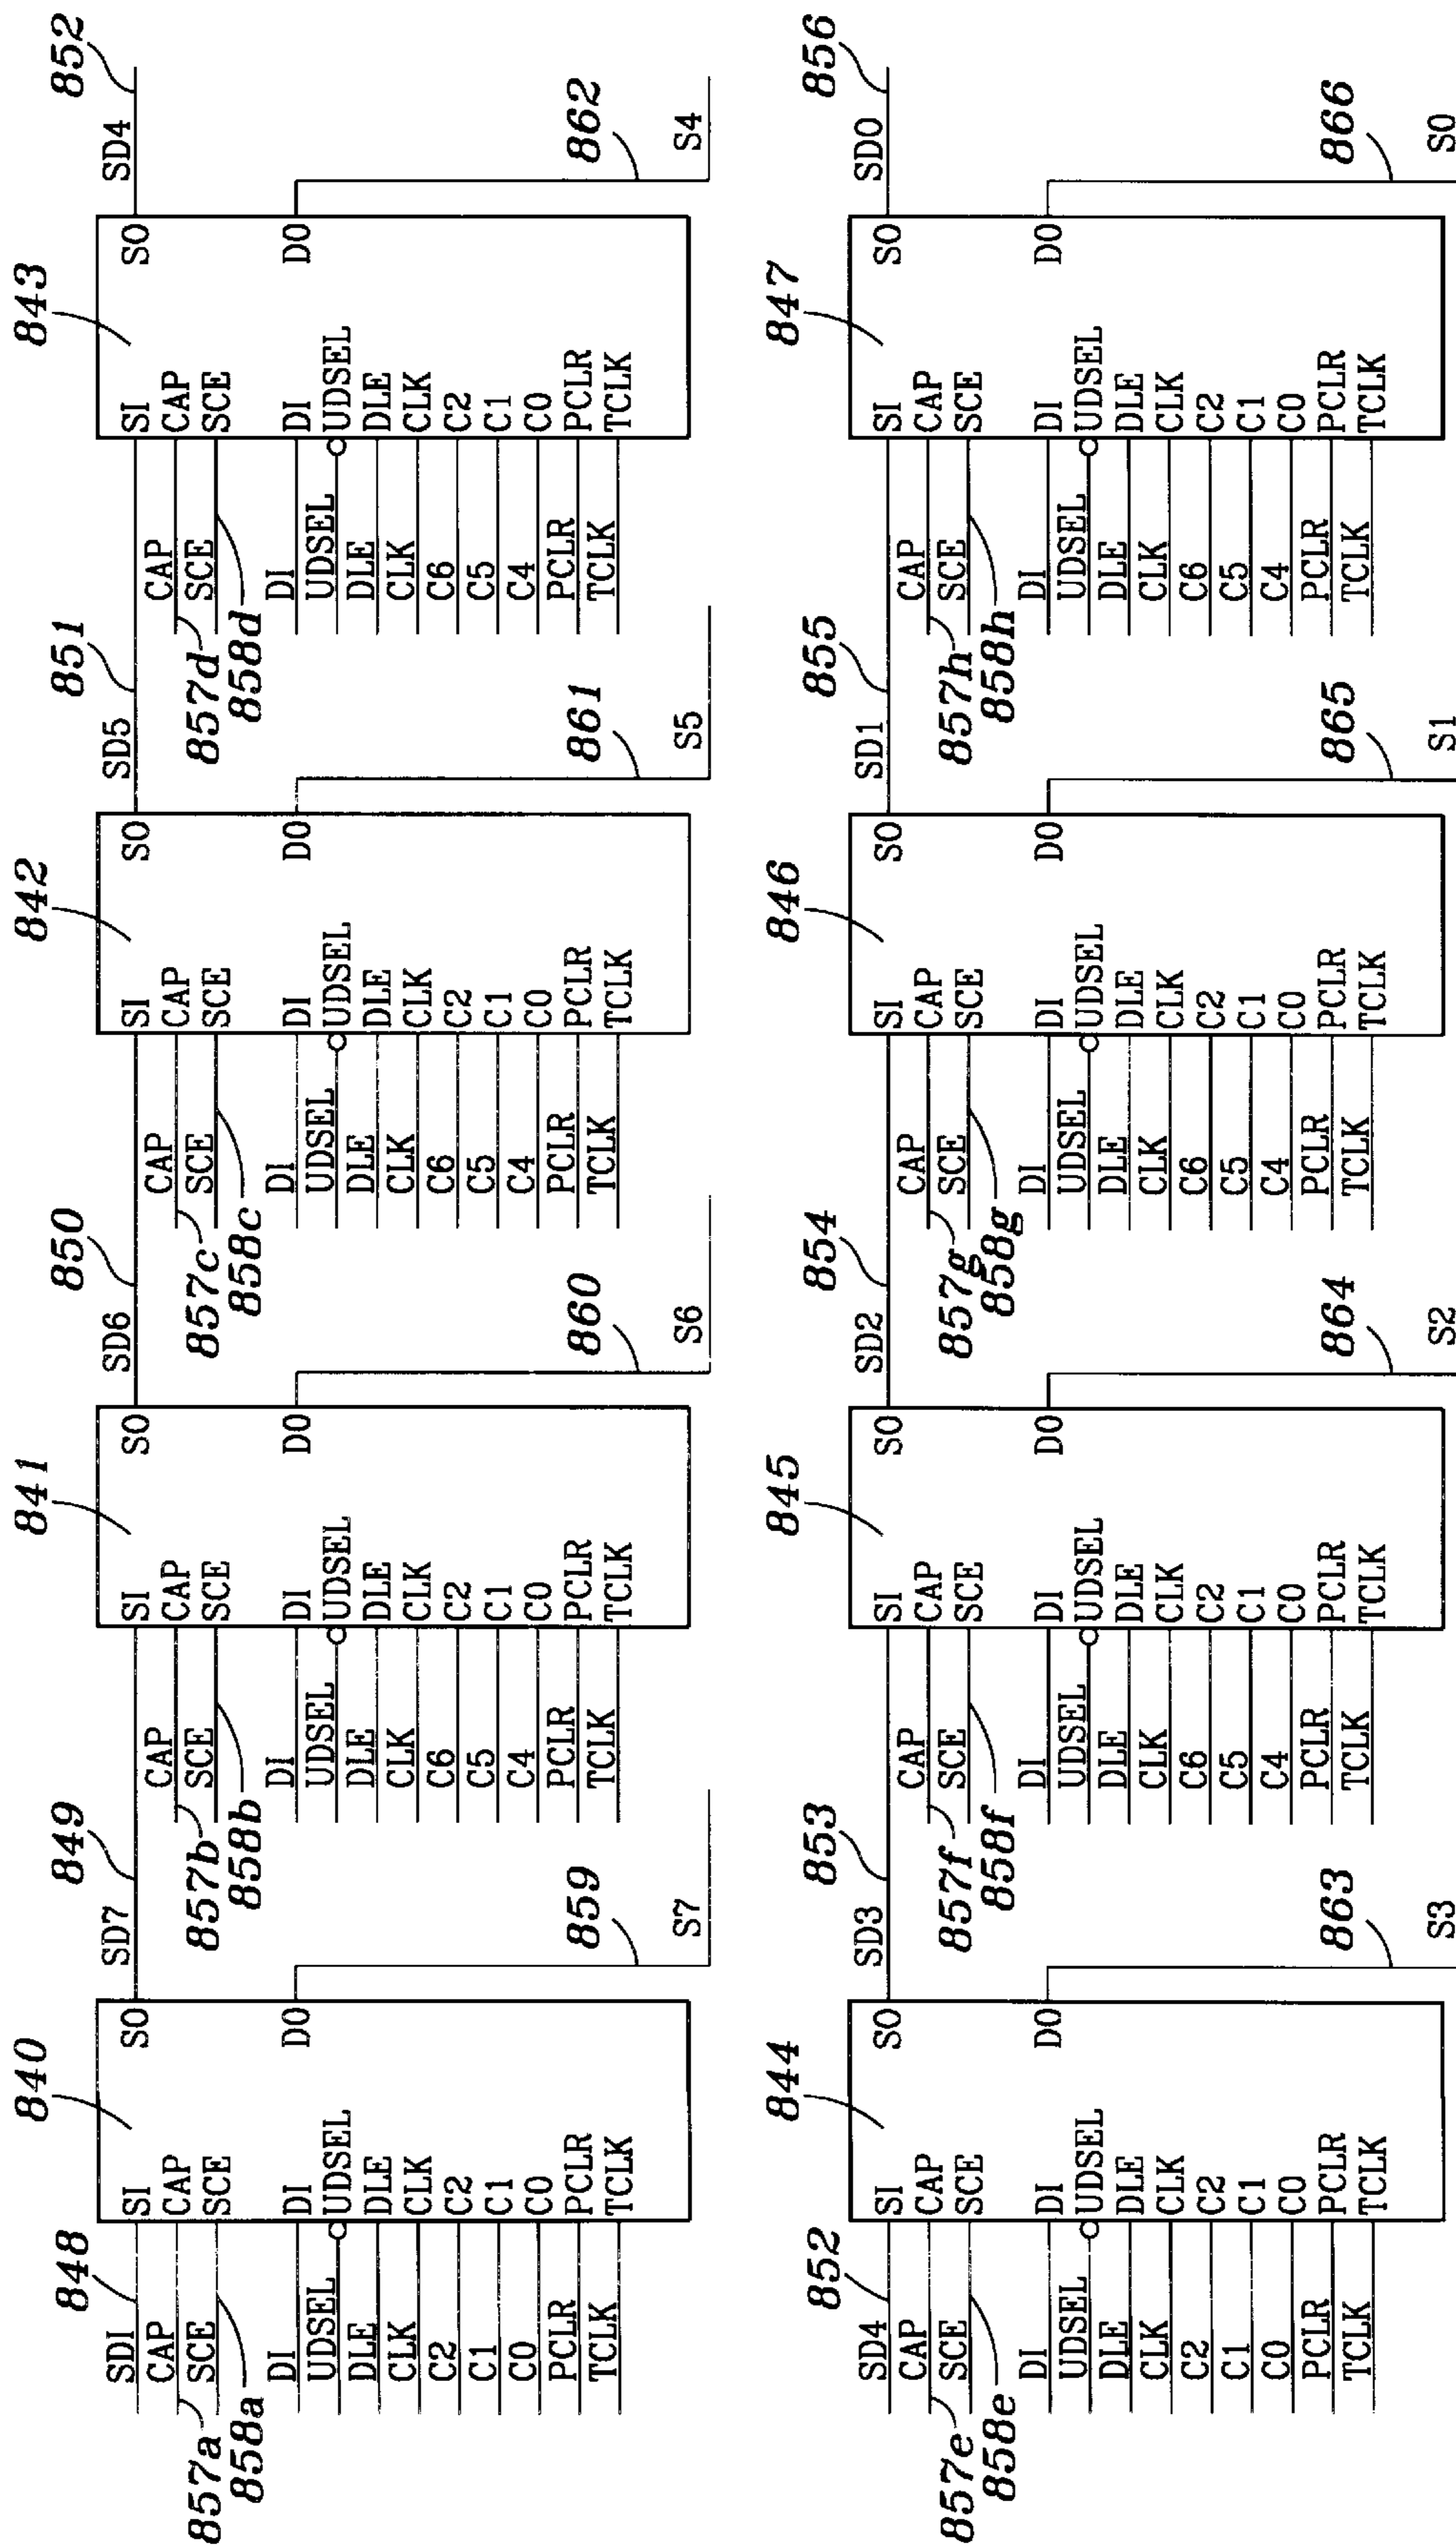 840
848
SDI
SI
SO
CAP
CAP
857a
SCE
SCE
858a
DI
DI
DO
UDSEL
UDSEL
DLE
DLE
CLK
CLK
C2
C2
C1
C1
C0
C0
PCLR
PCLR
TCLK
TCLK
859
S7
841
849
SD7
SI
SO
CAP
CAP
857b
SCE
SCE
858b
DI
DI
DO
UDSEL
UDSEL
DLE
DLE
CLK
CLK
C6
C2
C5
C1
C4
C0
PCLR
PCLR
TCLK
TCLK
860
S6
842
850
SD6
SI
SO
CAP
CAP
857c
SCE
SCE
858c
DI
DI
DO
UDSEL
UDSEL
DLE
DLE
CLK
CLK
C6
C2
C5
C1
C4
C0
PCLR
PCLR
TCLK
TCLK
861
S5
843
851
SD5
SI
SO
CAP
CAP
857d
SCE
SCE
858d
DI
DI
DO
UDSEL
UDSEL
DLE
DLE
CLK
CLK
C6
C2
C5
C1
C4
C0
PCLR
PCLR
TCLK
TCLK
852
SD4
862
S4
844
852
SD4
SI
SO
CAP
CAP
857e
SCE
SCE
858e
DI
DI
DO
UDSEL
UDSEL
DLE
DLE
CLK
CLK
C2
C2
C1
C1
C0
C0
PCLR
PCLR
TCLK
TCLK
863
S3
845
853
SD3
SI
SO
CAP
CAP
857f
SCE
SCE
858f
DI
DI
DO
UDSEL
UDSEL
DLE
DLE
CLK
CLK
C6
C2
C5
C1
C4
C0
PCLR
PCLR
TCLK
TCLK
864
S2
846
854
SD2
SI
SO
CAP
CAP
857g
SCE
SCE
858g
DI
DI
DO
UDSEL
UDSEL
DLE
DLE
CLK
CLK
C6
C2
C5
C1
C4
C0
PCLR
PCLR
TCLK
TCLK
865
S1
847
855
SD1
SI
SO
CAP
CAP
857h
SCE
SCE
858h
DI
DI
DO
UDSEL
UDSEL
DLE
DLE
CLK
CLK
C6
C2
C5
C1
C4
C0
PCLR
PCLR
TCLK
TCLK
856
SD0
866
S0